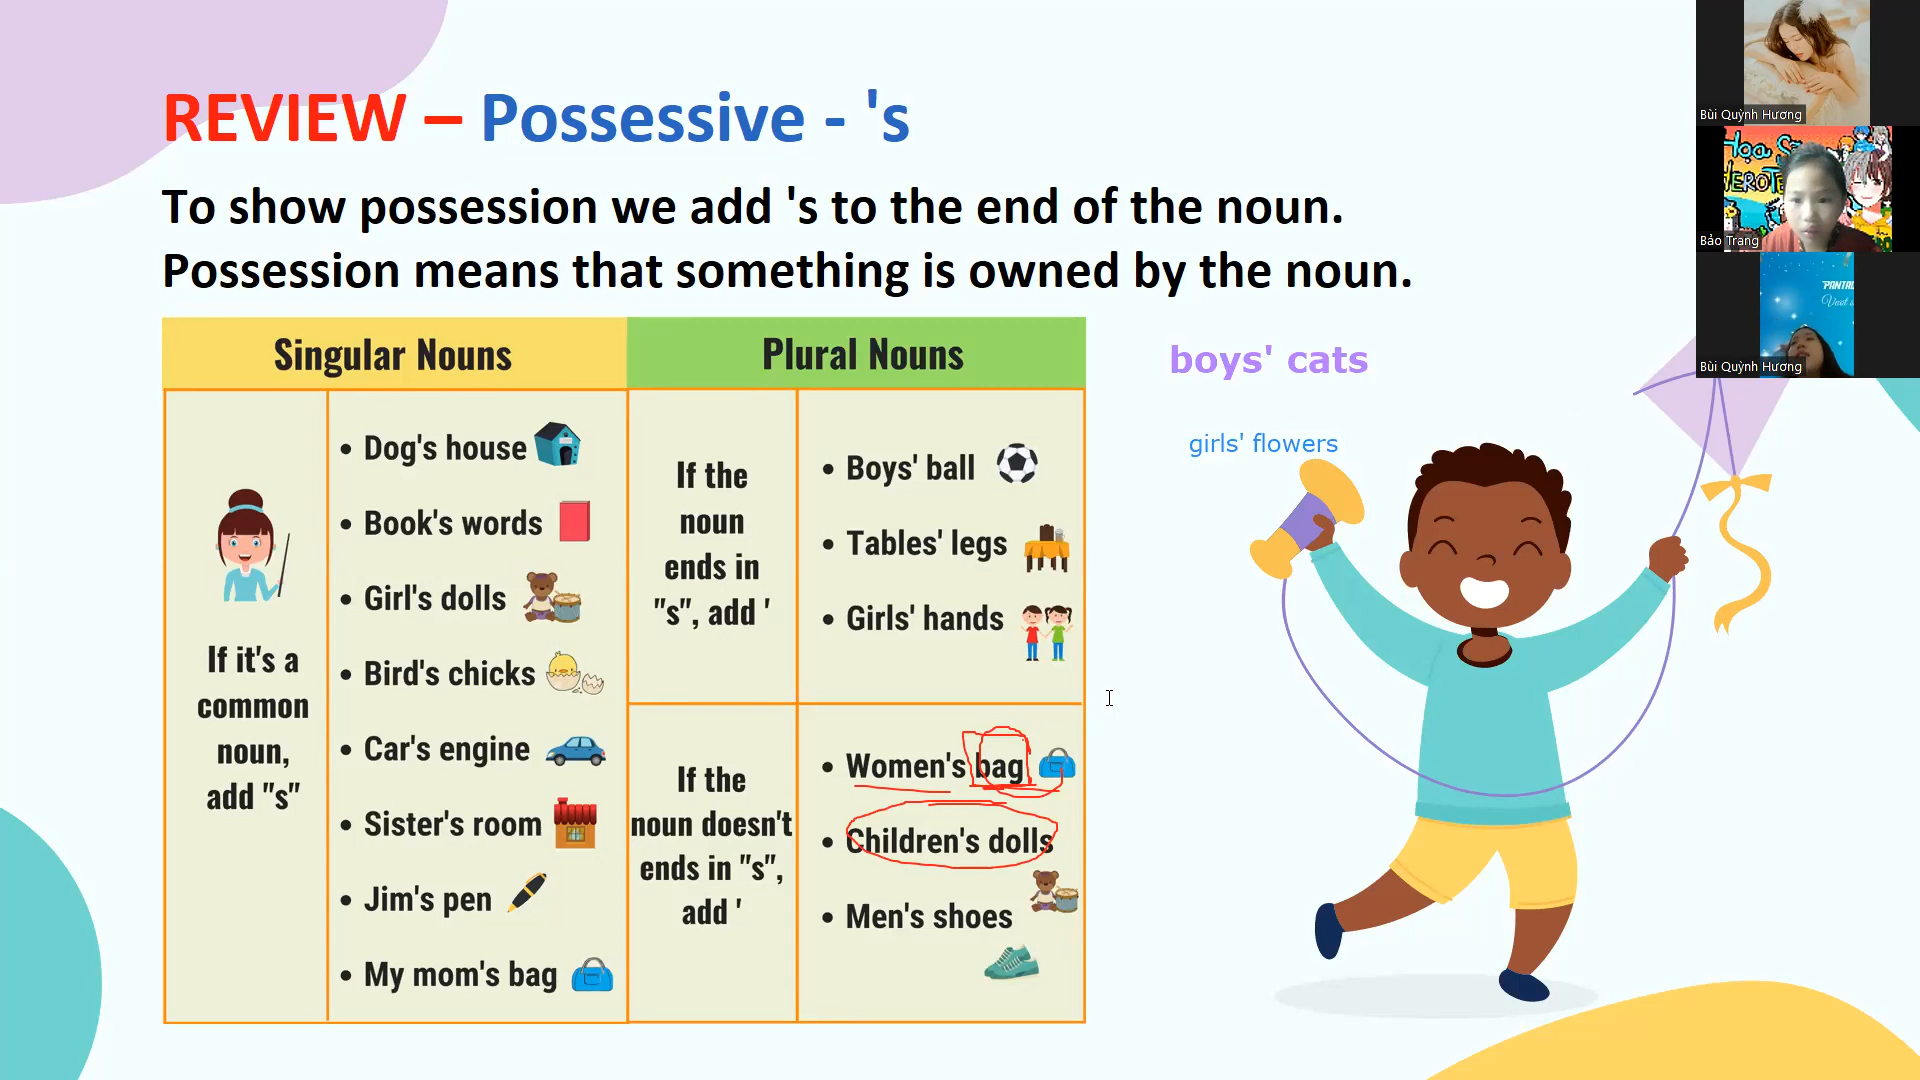 REVIEW – Possessive - 's
To show possession we add 's to the end of the noun.
Possession means that something is owned by the noun.
Singular Nouns
Plural Nouns
If it's a
common
noun,
add "s"
• Dog's house
• Book's words
• Girl's dolls
• Bird's chicks
• Car's engine
• Sister's room
• Jim's pen
• My mom's bag
If the
noun
ends in
"s", add '
• Boys' ball
• Tables' legs
• Girls' hands
If the
noun doesn't
ends in "s",
add '
• Women's bag
• Children's dolls
• Men's shoes
boys' cats
girls' flowers
Bùi Quỳnh Hương
Bảo Trang
Bùi Quỳnh Hương